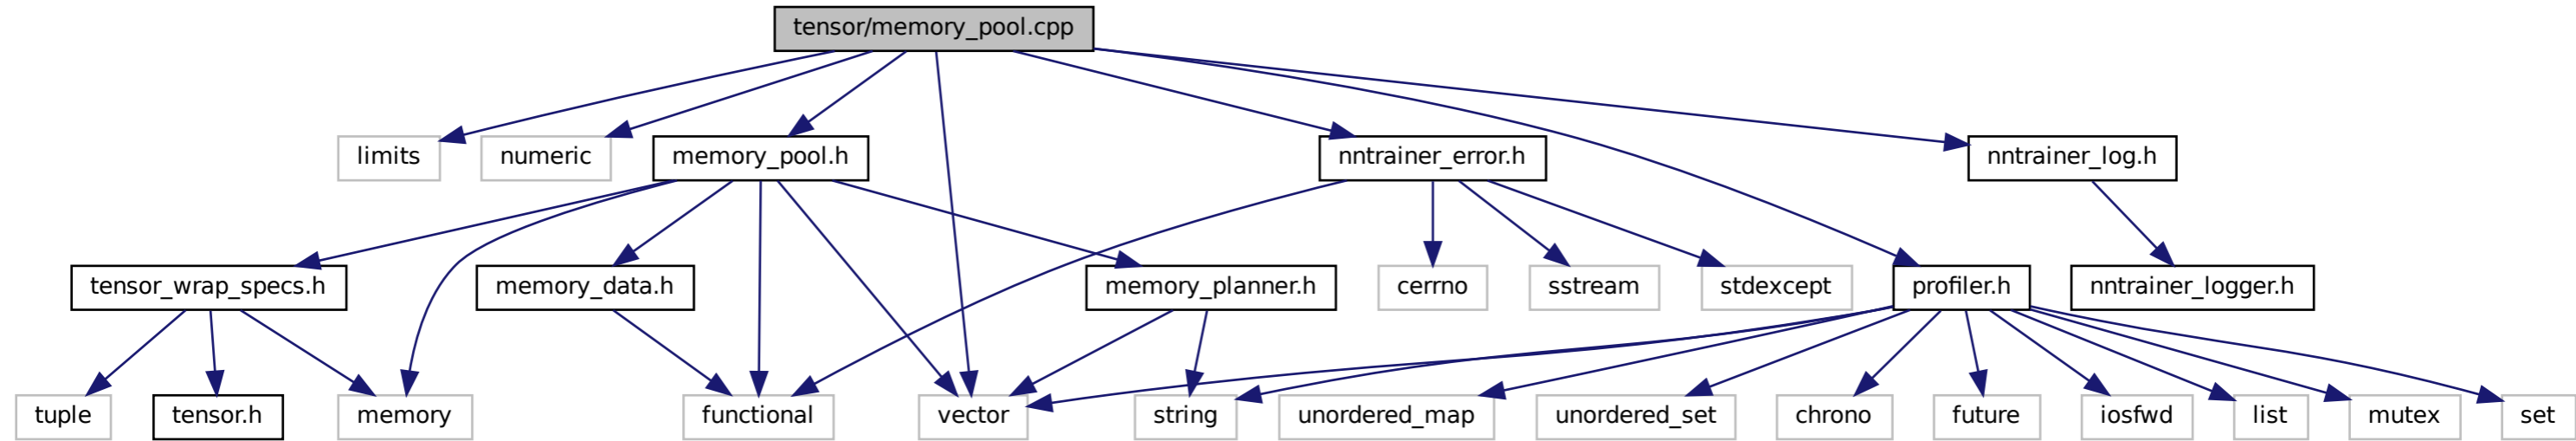 tensor/memory_pool.cpp
limits
numeric
memory_pool.h
nntrainer_error.h
nntrainer_log.h
tensor_wrap_specs.h
memory_data.h
memory_planner.h
cerrno
sstream
stdexcept
profiler.h
nntrainer_logger.h
tuple
tensor.h
memory
functional
vector
string
unordered_map
unordered_set
chrono
future
iosfwd
list
mutex
set